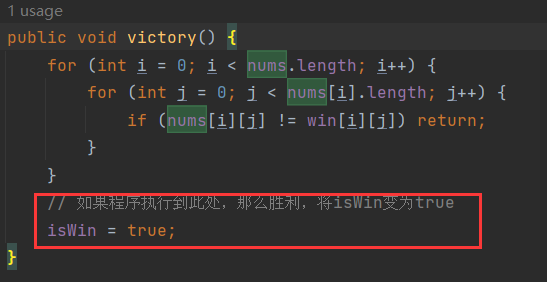 1 usage
public void victory() {
for (int i = 0; i < nums.length; i++) {
for (int j = 0; j < nums[i].length; j++) {
if (nums[i][j] != win[i][j]) return;
}
}
// 如果程序执行到此处，那么胜利，将isWin变为true
isWin = true;
}